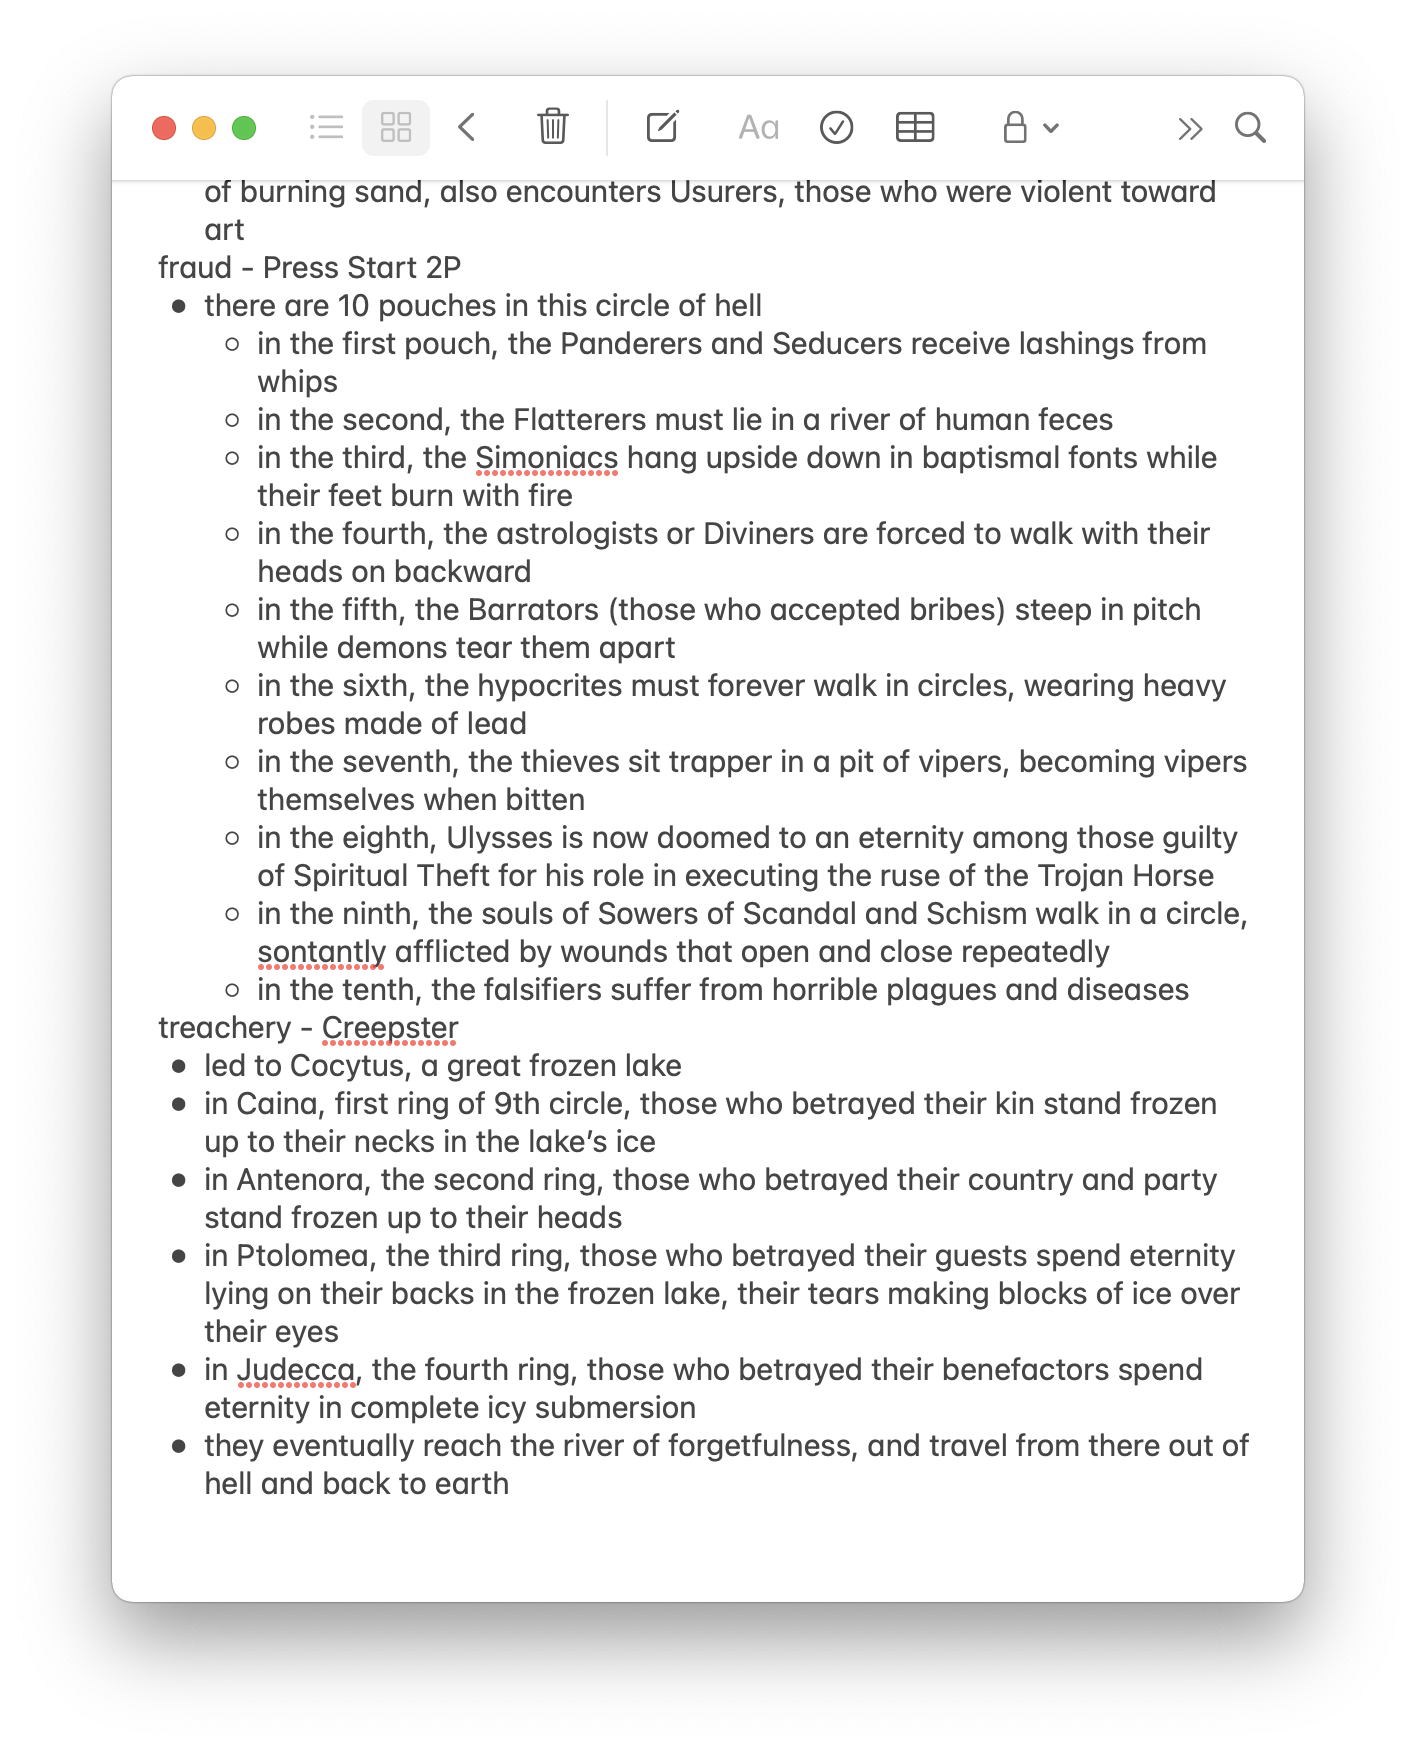 Aa
of burning sand, also encounters Usurers, those who were violent toward
art
fraud - Press Start 2P
● there are 10 pouches in this circle of hell
○ in the first pouch, the Panderers and Seducers receive lashings from
whips
○ in the second, the Flatterers must lie in a river of human feces
○ in the third, the Simoniacs hang upside down in baptismal fonts while
their feet burn with fire
○ in the fourth, the astrologists or Diviners are forced to walk with their
heads on backward
○ in the fifth, the Barrators (those who accepted bribes) steep in pitch
while demons tear them apart
○ in the sixth, the hypocrites must forever walk in circles, wearing heavy
robes made of lead
○ in the seventh, the thieves sit trapper in a pit of vipers, becoming vipers
themselves when bitten
○ in the eighth, Ulysses is now doomed to an eternity among those guilty
of Spiritual Theft for his role in executing the ruse of the Trojan Horse
○ in the ninth, the souls of Sowers of Scandal and Schism walk in a circle,
sontantly afflicted by wounds that open and close repeatedly
○ in the tenth, the falsifiers suffer from horrible plagues and diseases
treachery - Creepster
● led to Cocytus, a great frozen lake
● in Caina, first ring of 9th circle, those who betrayed their kin stand frozen
up to their necks in the lake’s ice
● in Antenora, the second ring, those who betrayed their country and party
stand frozen up to their heads
● in Ptolomea, the third ring, those who betrayed their guests spend eternity
lying on their backs in the frozen lake, their tears making blocks of ice over
their eyes
● in Judecca, the fourth ring, those who betrayed their benefactors spend
eternity in complete icy submersion
● they eventually reach the river of forgetfulness, and travel from there out of
hell and back to earth